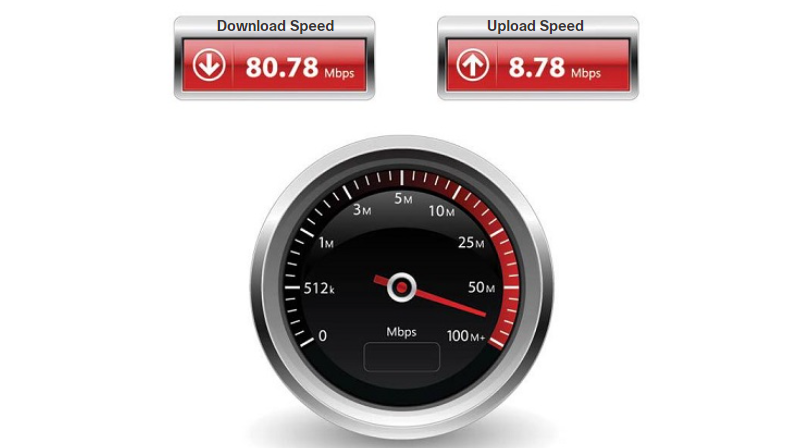 Download Speed
80.78 Mbps
Upload Speed
8.78 Mbps
5M
3M
10M
1M
25M
512k
50M
0
Mbps
100M+